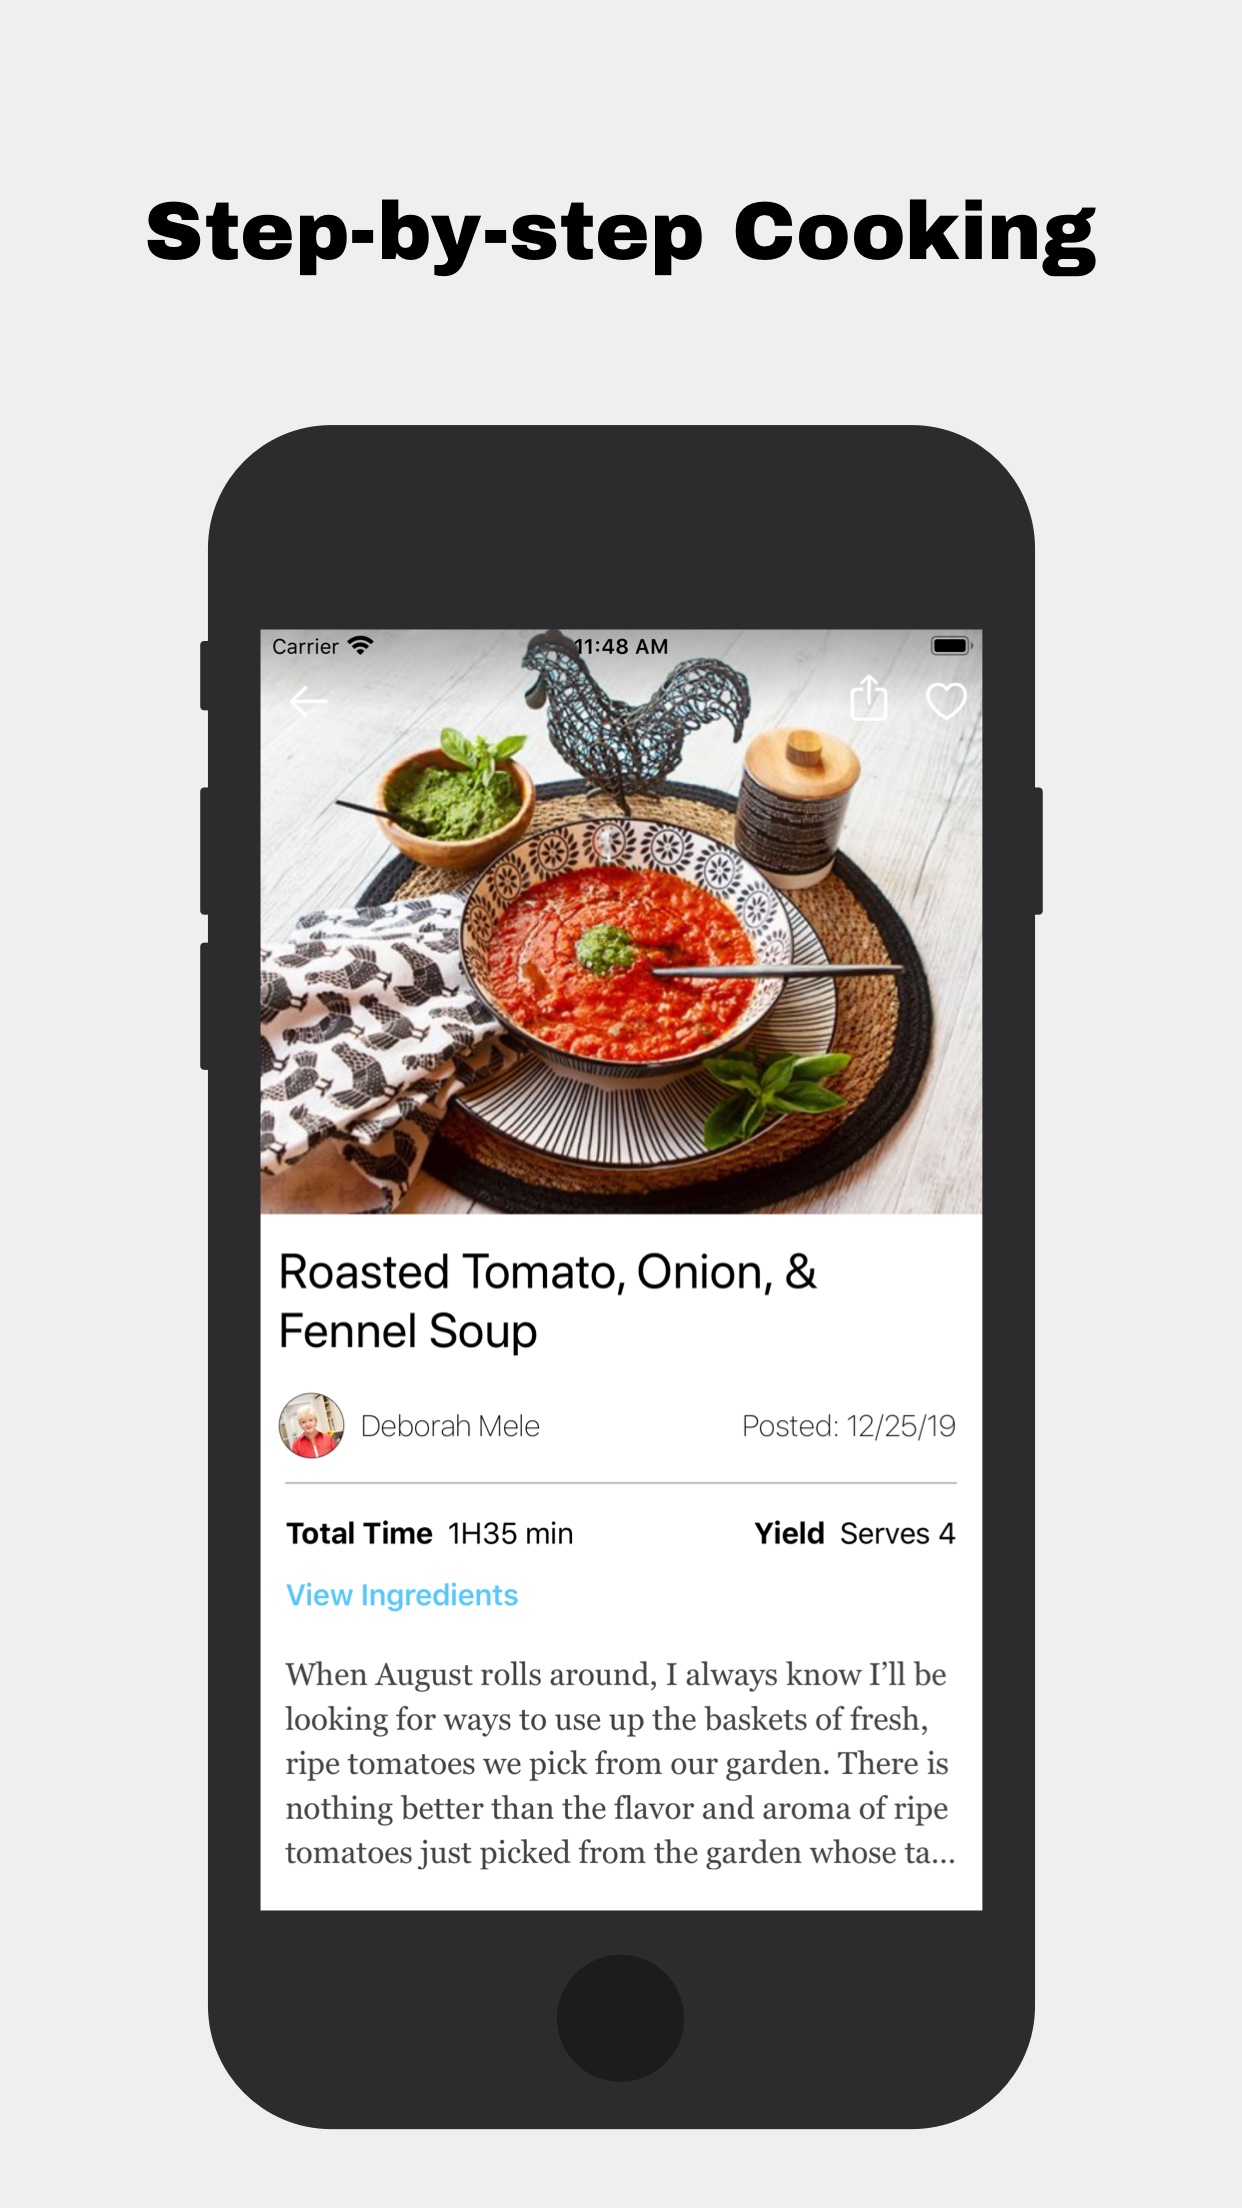 Step-by-step Cooking
Carrier 11:48 AM
Roasted Tomato, Onion, &
Fennel Soup
Deborah Mele Posted: 12/25/19
Total Time 1H35 min Yield Serves 4
View Ingredients
When August rolls around, I always know I’ll be
looking for ways to use up the baskets of fresh,
ripe tomatoes we pick from our garden. There is
nothing better than the flavor and aroma of ripe
tomatoes just picked from the garden whose ta...